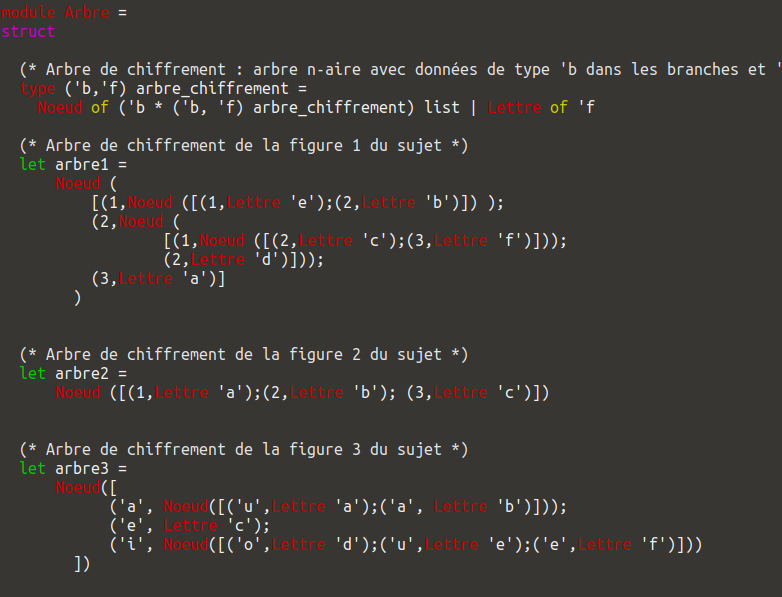 module Arbre =
struct
(* Arbre de chiffrement : arbre n-aire avec données de type 'b dans les branches et '
type ('b,'f) arbre_chiffrement =
Noeud of ('b * ('b, 'f) arbre_chiffrement) list | Lettre of 'f
(* Arbre de chiffrement de la figure 1 du sujet *)
let arbre1 =
Noeud (
[(1,Noeud ([(1,Lettre 'e');(2,Lettre 'b')]) );
(2,Noeud (
[(1,Noeud ([(2,Lettre 'c');(3,Lettre 'f')]));
(2,Lettre 'd')]));
(3,Lettre 'a')]
)
(* Arbre de chiffrement de la figure 2 du sujet *)
let arbre2 =
Noeud ([(1,Lettre 'a');(2,Lettre 'b'); (3,Lettre 'c')])
(* Arbre de chiffrement de la figure 3 du sujet *)
let arbre3 =
Noeud([
('a', Noeud([('u',Lettre 'a');('a', Lettre 'b')]));
('e', Lettre 'c');
('i', Noeud([('o',Lettre 'd');('u',Lettre 'e');('e',Lettre 'f')]))
])